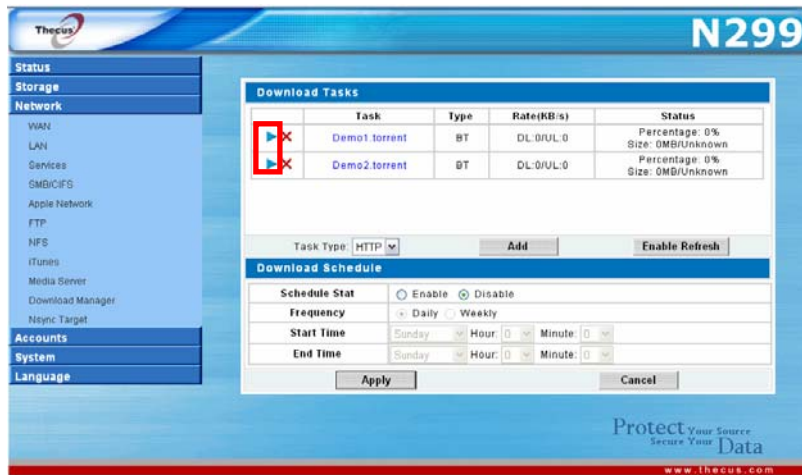 Thecus
N299
Status
Storage
Network
WAN
LAN
Services
SMB/CIFS
Apple Network
FTP
NFS
iTunes
Media Server
Download Manager
Nsync Target
Accounts
System
Language
Download Tasks
Task Type Rate(KB/s) Status
Demo1.torrent BT DL:0/UL:0 Percentage: 0%
Size: 0MB/Unknown
Demo2.torrent BT DL:0/UL:0 Percentage: 0%
Size: 0MB/Unknown
Task Type: HTTP Add Enable Refresh
Download Schedule
Schedule Stat Enable Disable
Frequency Daily Weekly
Start Time Sunday Hour: 0 Minute: 0
End Time Sunday Hour: 0 Minute: 0
Apply Cancel
Protect Your Source
Secure Your Data
www.thecus.com